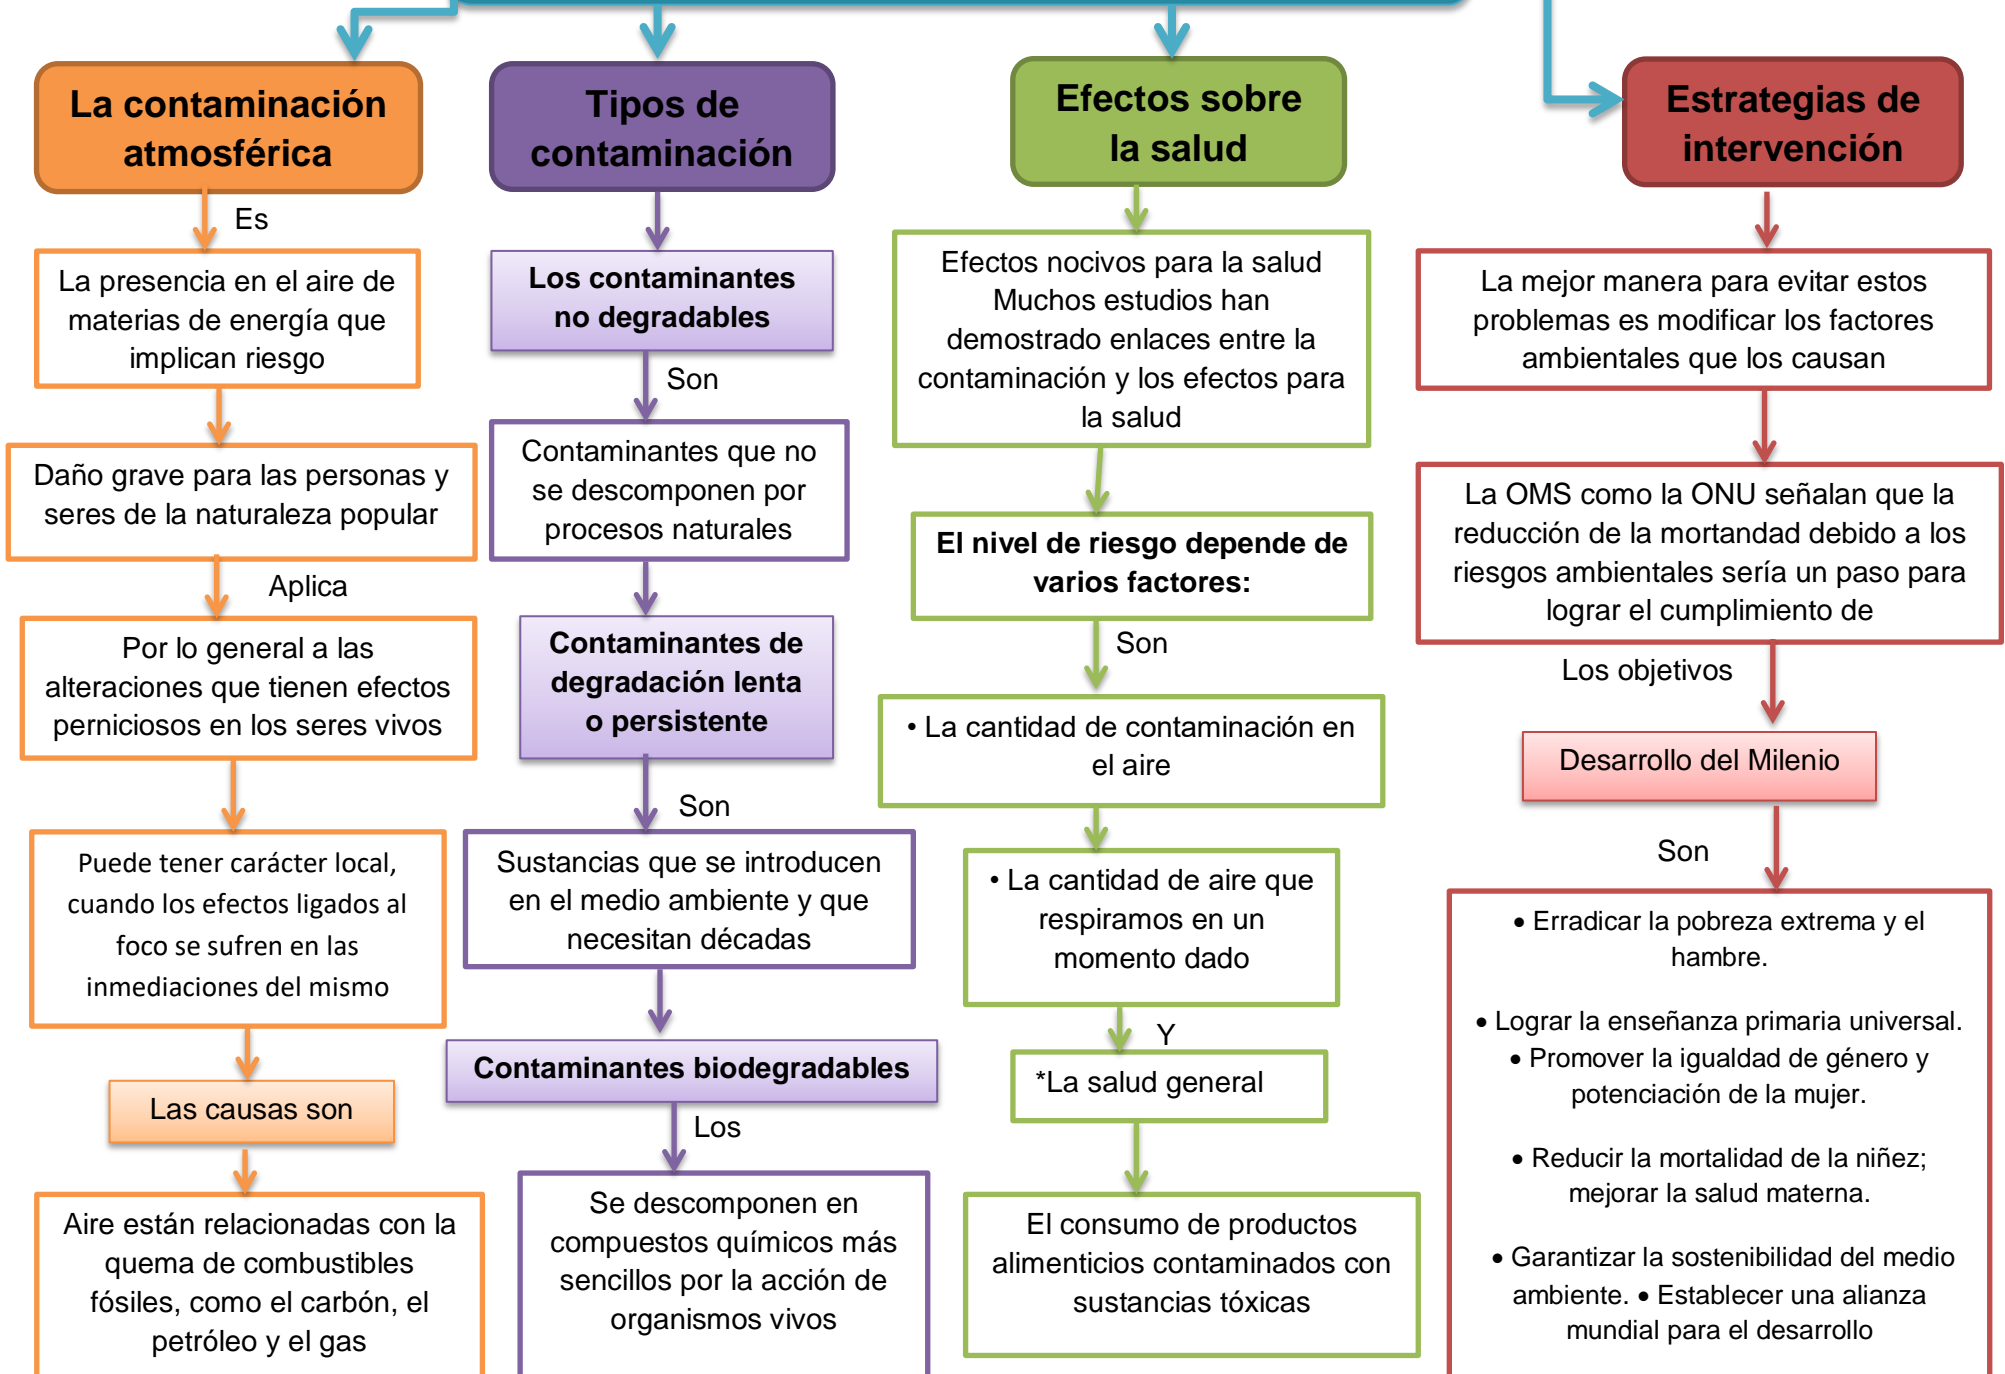 La contaminación
atmosférica
Es
La presencia en el aire de
materias de energía que
implican riesgo
Daño grave para las personas y
seres de la naturaleza popular
Aplica
Por lo general a las
alteraciones que tienen efectos
perniciosos en los seres vivos
Puede tener carácter local,
cuando los efectos ligados al
foco se sufren en las
inmediaciones del mismo
Las causas son
Aire están relacionadas con la
quema de combustibles
fósiles, como el carbón, el
petróleo y el gas
Tipos de
contaminación
Los contaminantes
no degradables
Son
Contaminantes que no
se descomponen por
procesos naturales
Contaminantes de
degradación lenta
o persistente
Son
Sustancias que se introducen
en el medio ambiente y que
necesitan décadas
Contaminantes biodegradables
Los
Se descomponen en
compuestos químicos más
sencillos por la acción de
organismos vivos
Efectos sobre
la salud
Efectos nocivos para la salud
Muchos estudios han
demostrado enlaces entre la
contaminación y los efectos para
la salud
El nivel de riesgo depende de
varios factores:
Son
• La cantidad de contaminación en
el aire
• La cantidad de aire que
respiramos en un
momento dado
Y
*La salud general
El consumo de productos
alimenticios contaminados con
sustancias tóxicas
Estrategias de
intervención
La mejor manera para evitar estos
problemas es modificar los factores
ambientales que los causan
La OMS como la ONU señalan que la
reducción de la mortandad debido a los
riesgos ambientales sería un paso para
lograr el cumplimiento de
Los objetivos
Desarrollo del Milenio
Son
• Erradicar la pobreza extrema y el
hambre.
• Lograr la enseñanza primaria universal.
• Promover la igualdad de género y
potenciación de la mujer.
• Reducir la mortalidad de la niñez;
mejorar la salud materna.
• Garantizar la sostenibilidad del medio
ambiente. • Establecer una alianza
mundial para el desarrollo